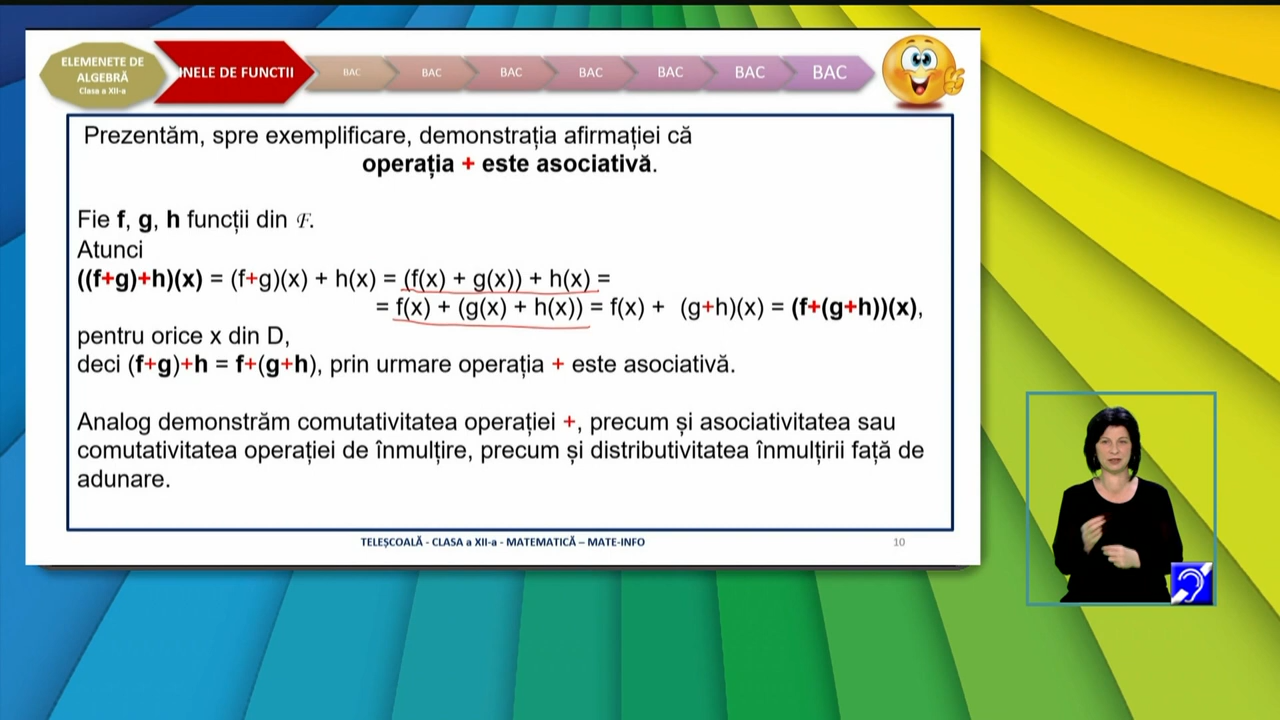 ELEMENETE DE
ALGEBRĂ
Clasa a XII-a
INELE DE FUNCTII
BAC
BAC
BAC
BAC
BAC
BAC
BAC
Prezentăm, spre exemplificare, demonstrația afirmației că
operația + este asociativă.
Fie f, g, h funcții din ℱ.
Atunci
((f+g)+h)(x) = (f+g)(x) + h(x) = (f(x) + g(x)) + h(x) =
= f(x) + (g(x) + h(x)) = f(x) + (g+h)(x) = (f+(g+h))(x),
pentru orice x din D,
deci (f+g)+h = f+(g+h), prin urmare operația + este asociativă.
Analog demonstrăm comutativitatea operației +, precum și asociativitatea sau
comutativitatea operației de înmulțire, precum și distributivitatea înmulțirii față de
adunare.
TELEȘCOALĂ - CLASA a XII-a - MATEMATICĂ – MATE-INFO
10